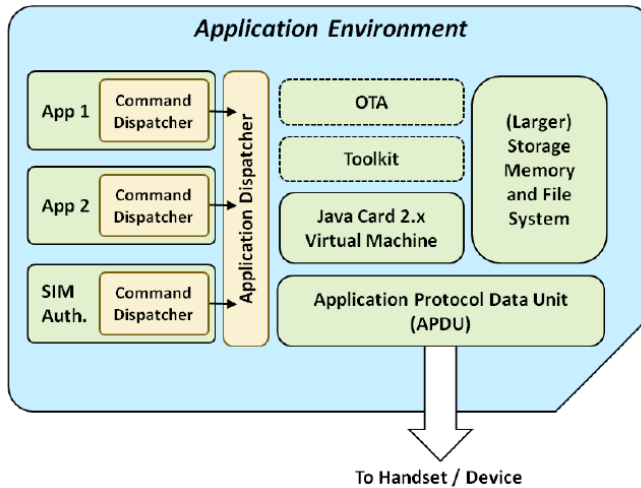 Application Environment
App 1
Command
Dispatcher
App 2
Command
Dispatcher
SIM
Auth.
Command
Dispatcher
Application Dispatcher
OTA
Toolkit
Java Card 2.x
Virtual Machine
(Larger)
Storage
Memory
and File
System
Application Protocol Data Unit
(APDU)
To Handset / Device